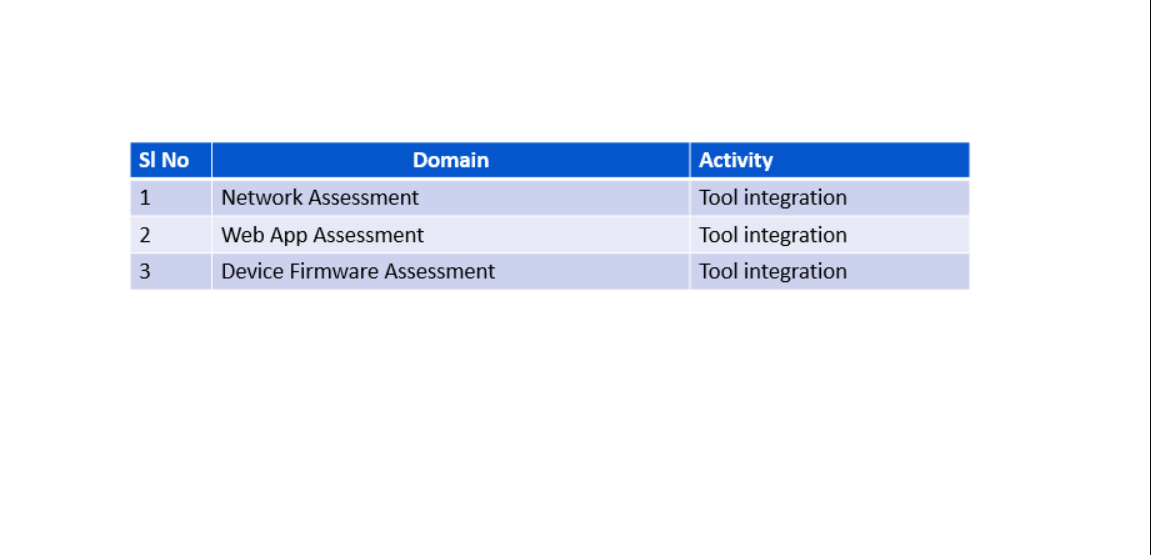 Sl No Domain Activity
1 Network Assessment Tool integration
2 Web App Assessment Tool integration
3 Device Firmware Assessment Tool integration